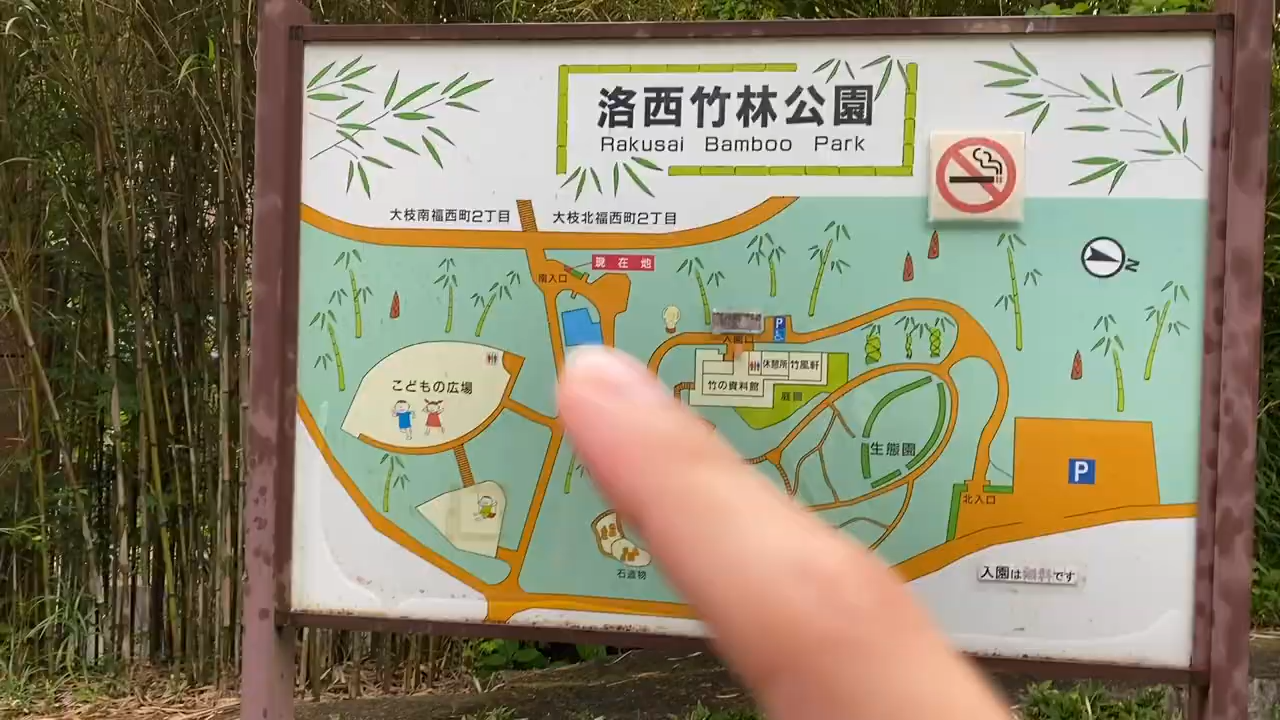 洛西竹林公園
Rakusai Bamboo Park
大枝南福西町2丁目
大枝北福西町2丁目
現在地
南入口
P
入園口
こどもの広場
休憩所
竹風軒
竹の資料館
庭園
生態園
P
北入口
石造物
入園は無料です
N